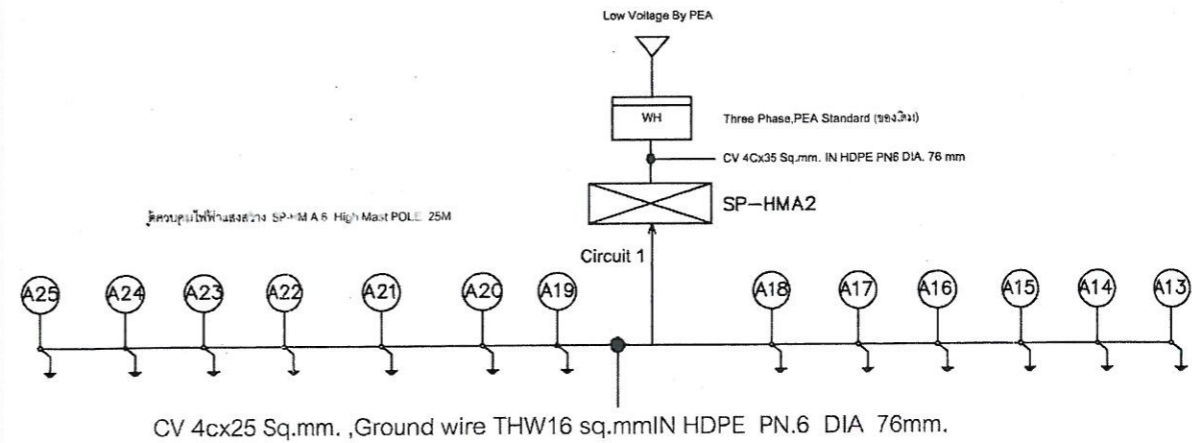 Low Voltage By PEA
WH
Three Phase,PEA Standard (ของเดิม)
CV 4Cx35 Sq.mm. IN HDPE PN6 DIA. 76 mm
SP-HMA2
ตู้ควบคุมไฟฟ้าแสงสว่าง SP-HM A 6 High Mast POLE 25M
Circuit 1
A25 A24 A23 A22 A21 A20 A19 A18 A17 A16 A15 A14 A13
CV 4cx25 Sq.mm. ,Ground wire THW16 sq.mmIN HDPE PN.6 DIA 76mm.